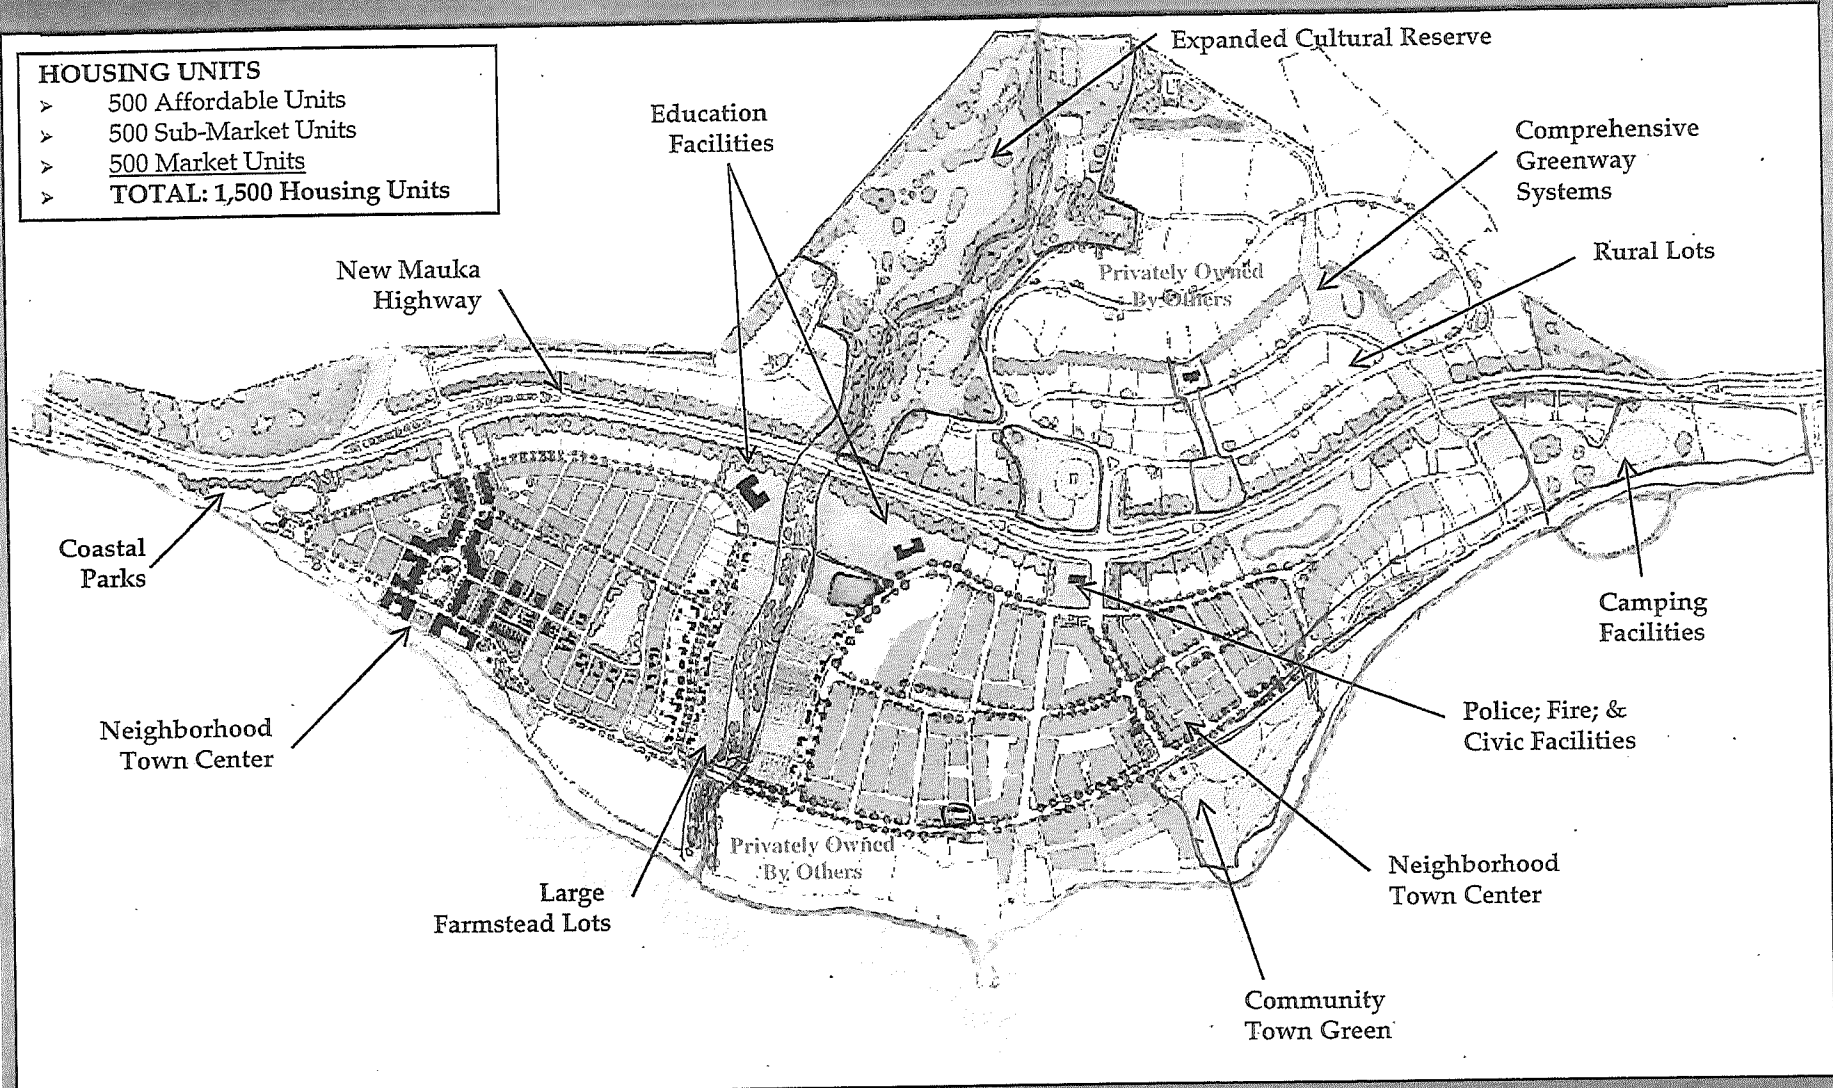 HOUSING UNITS
➢ 500 Affordable Units
➢ 500 Sub-Market Units
➢ 500 Market Units
➢ TOTAL: 1,500 Housing Units
Expanded Cultural Reserve
Education
Facilities
Comprehensive
Greenway
Systems
Rural Lots
New Mauka
Highway
Privately Owned
By Others
Coastal
Parks
Camping
Facilities
Neighborhood
Town Center
Police; Fire; &
Civic Facilities
Privately Owned
By Others
Neighborhood
Town Center
Large
Farmstead Lots
Community
Town Green